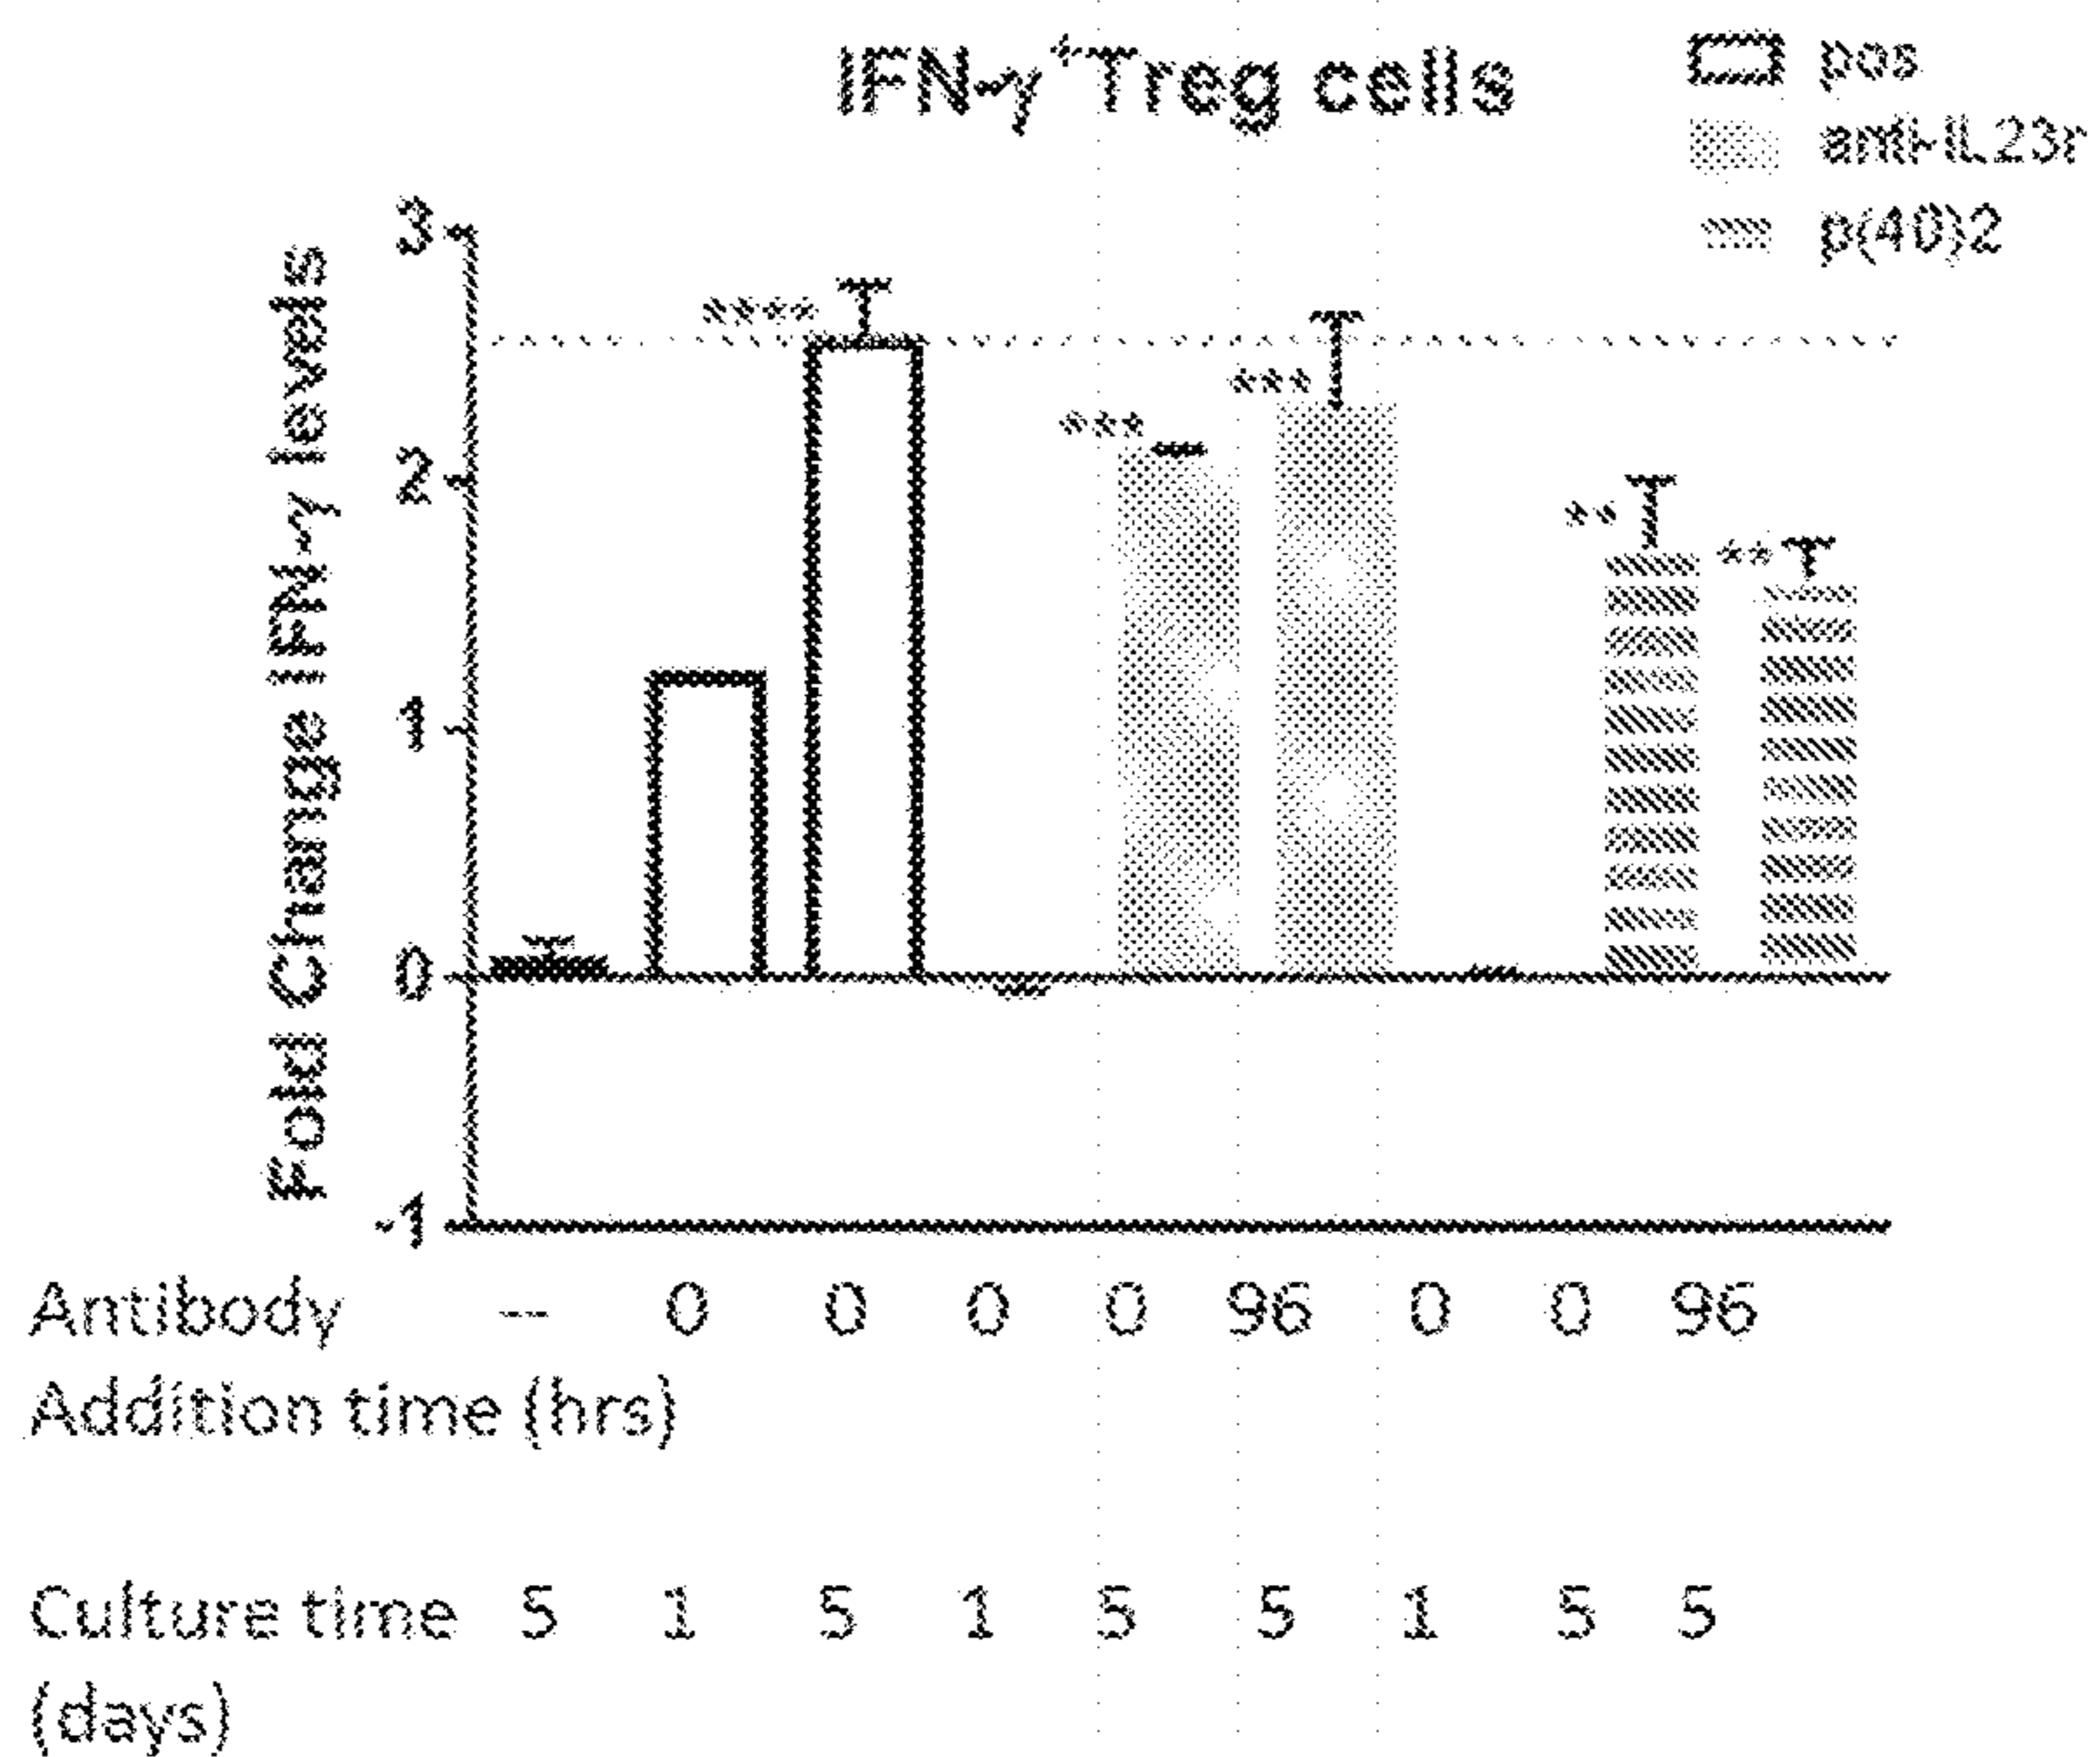 IFN-γ⁺Treg cells
pos
anti-IL23r
p(40)2
Fold Change IFN-γ levels
3
2
1
0
-1
****
***
***
**
**
Antibody -- 0 0 0 0 96 0 0 96
Addition time (hrs)
Culture time 5 1 5 1 5 5 1 5 5
(days)